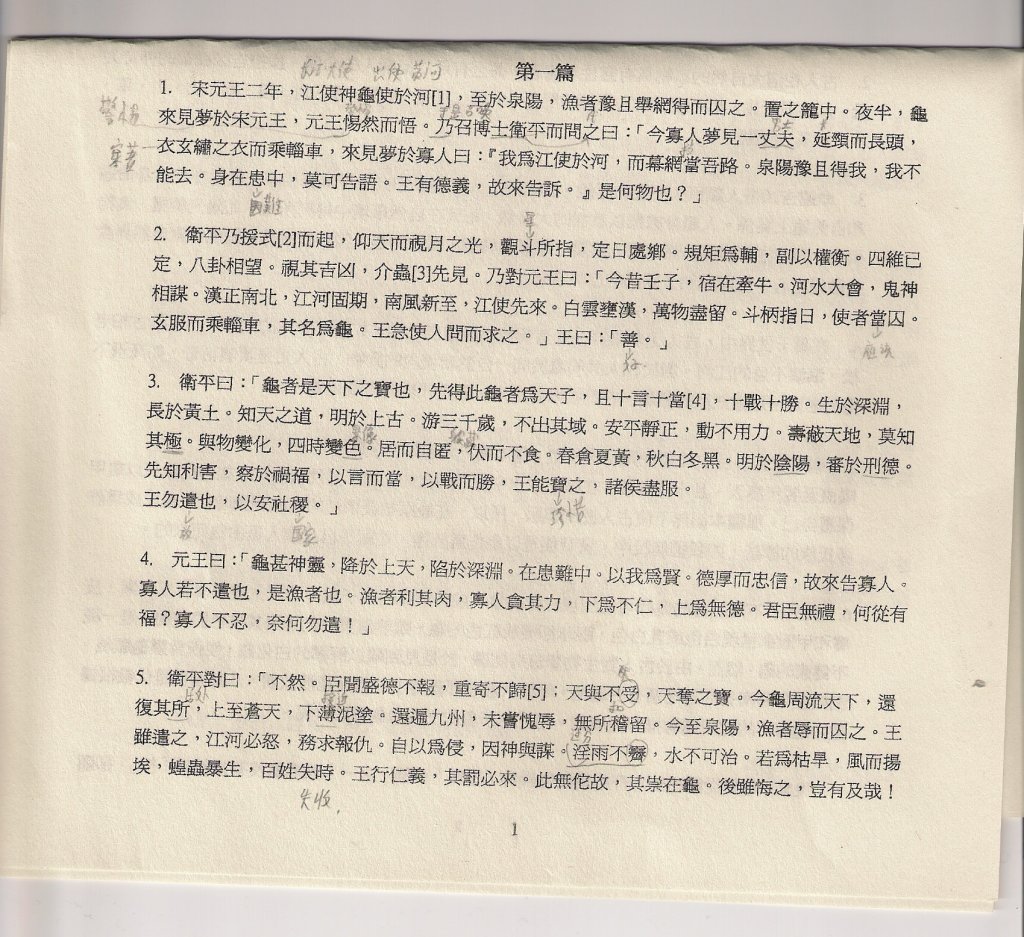 第一篇
1. 宋元王二年，江使神龜使於河[1]，至於泉陽，漁者豫且舉網得而囚之。置之籠中。夜半，龜
來見夢於宋元王，元王惕然而悟。乃召博士衛平而問之曰：「今寡人夢見一丈夫，延頸而長頭，
衣玄繡之衣而乘輜車，來見夢於寡人曰：『我爲江使於河，而幕網當吾路。泉陽豫且得我，我不
能去。身在患中，莫可告語。王有德義，故來告訴。』是何物也？」
困難
2. 衛平乃援式[2]而起，仰天而視月之光，觀斗所指，定日處鄉。規矩爲輔，副以權衡。四維已
定，八卦相望。視其吉凶，介蟲[3]先見。乃對元王曰：「今昔壬子，宿在牽牛。河水大會，鬼神
相謀。漢正南北，江河固期，南風新至，江使先來。白雲壅漢，萬物盡留。斗柄指日，使者當囚。
玄服而乘輜車，其名爲龜。王急使人問而求之。」王曰：「善。」
好
3. 衛平曰：「龜者是天下之寶也，先得此龜者爲天子，且十言十當[4]，十戰十勝。生於深淵，
長於黃土。知天之道，明於上古。游三千歲，不出其域。安平靜正，動不用力。壽蔽天地，莫知
其極。與物變化，四時變色。居而自匿，伏而不食。春倉夏黃，秋白冬黑。明於陰陽，審於刑德。
先知利害，察於禍福，以言而當，以戰而勝，王能寶之，諸侯盡服。
王勿遣也，以安社稷。」
珍惜
國家
4. 元王曰：「龜甚神靈，降於上天，陷於深淵。在患難中。以我爲賢。德厚而忠信，故來告寡人。
寡人若不遣也，是漁者也。漁者利其肉，寡人貪其力，下爲不仁，上爲無德。君臣無禮，何從有
福？寡人不忍，奈何勿遣！」
5. 衛平對曰：「不然。臣聞盛德不報，重寄不歸[5]；天與不受，天奪之寶。今龜周流天下，還
復其所，上至蒼天，下薄泥塗。還遍九州，未嘗愧辱，無所稽留。今至泉陽，漁者辱而囚之。王
雖遣之，江河必怒，務求報仇。自以爲侵，因神與謀。淫雨不霽，水不可治。若爲枯旱，風而揚
埃，蝗蟲暴生，百姓失時。王行仁義，其罰必來。此無佗故，其祟在龜。後雖悔之，豈有及哉！
失收
1